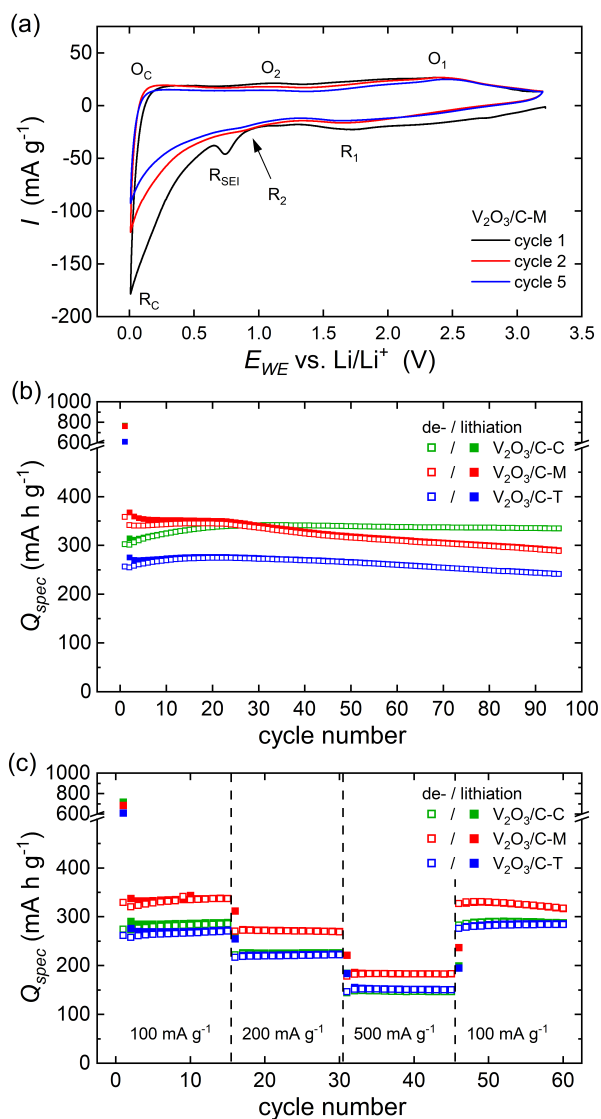 (a)
50
0
-50
-100
-150
-200
I (mA g⁻¹)
O_C
O₂
O₁
R_SEI
R₂
R₁
R_C
V₂O₃/C-M
cycle 1
cycle 2
cycle 5
0.0 0.5 1.0 1.5 2.0 2.5 3.0 3.5
E_WE vs. Li/Li⁺ (V)
(b)
1000
800
600
400
300
200
100
0
Q_spec (mA h g⁻¹)
de- / lithiation
/ V₂O₃/C-C
/ V₂O₃/C-M
/ V₂O₃/C-T
0 10 20 30 40 50 60 70 80 90 100
cycle number
(c)
1000
800
600
400
300
200
100
0
Q_spec (mA h g⁻¹)
de- / lithiation
/ V₂O₃/C-C
/ V₂O₃/C-M
/ V₂O₃/C-T
100 mA g⁻¹ 200 mA g⁻¹ 500 mA g⁻¹ 100 mA g⁻¹
0 10 20 30 40 50 60
cycle number